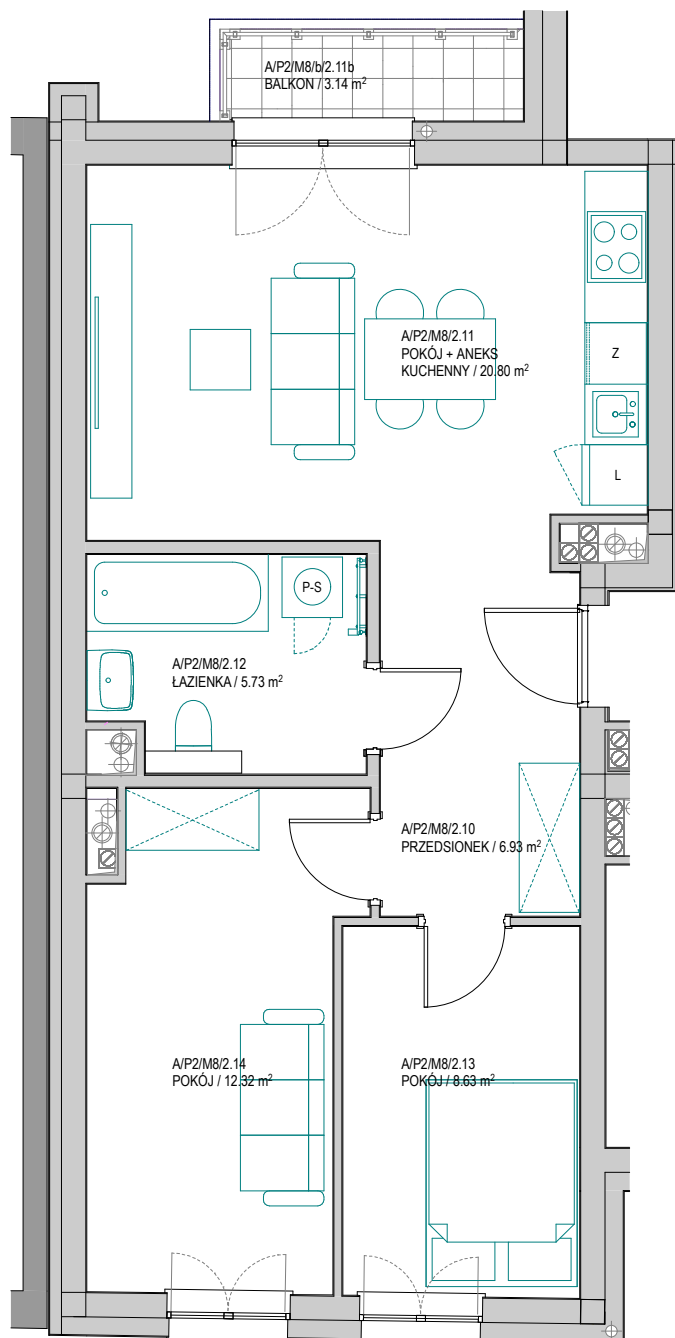 A/P2/M8/b/2.11b
BALKON / 3.14 m²
A/P2/M8/2.11
POKÓJ + ANEKS
KUCHENNY / 20.80 m²
Z
L
P-S
A/P2/M8/2.12
ŁAZIENKA / 5.73 m²
A/P2/M8/2.10
PRZEDSIONEK / 6.93 m²
A/P2/M8/2.14
POKÓJ / 12.32 m²
A/P2/M8/2.13
POKÓJ / 8.63 m²